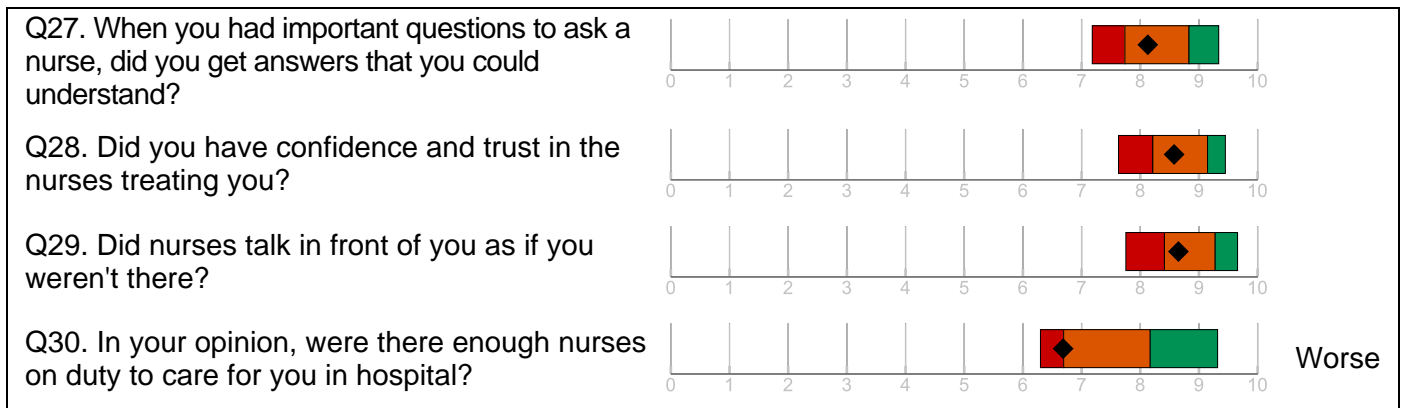 Q27. When you had important questions to ask a
nurse, did you get answers that you could
understand?
0 1 2 3 4 5 6 7 8 9 10
Q28. Did you have confidence and trust in the
nurses treating you?
0 1 2 3 4 5 6 7 8 9 10
Q29. Did nurses talk in front of you as if you
weren't there?
0 1 2 3 4 5 6 7 8 9 10
Q30. In your opinion, were there enough nurses
on duty to care for you in hospital?
0 1 2 3 4 5 6 7 8 9 10
Worse